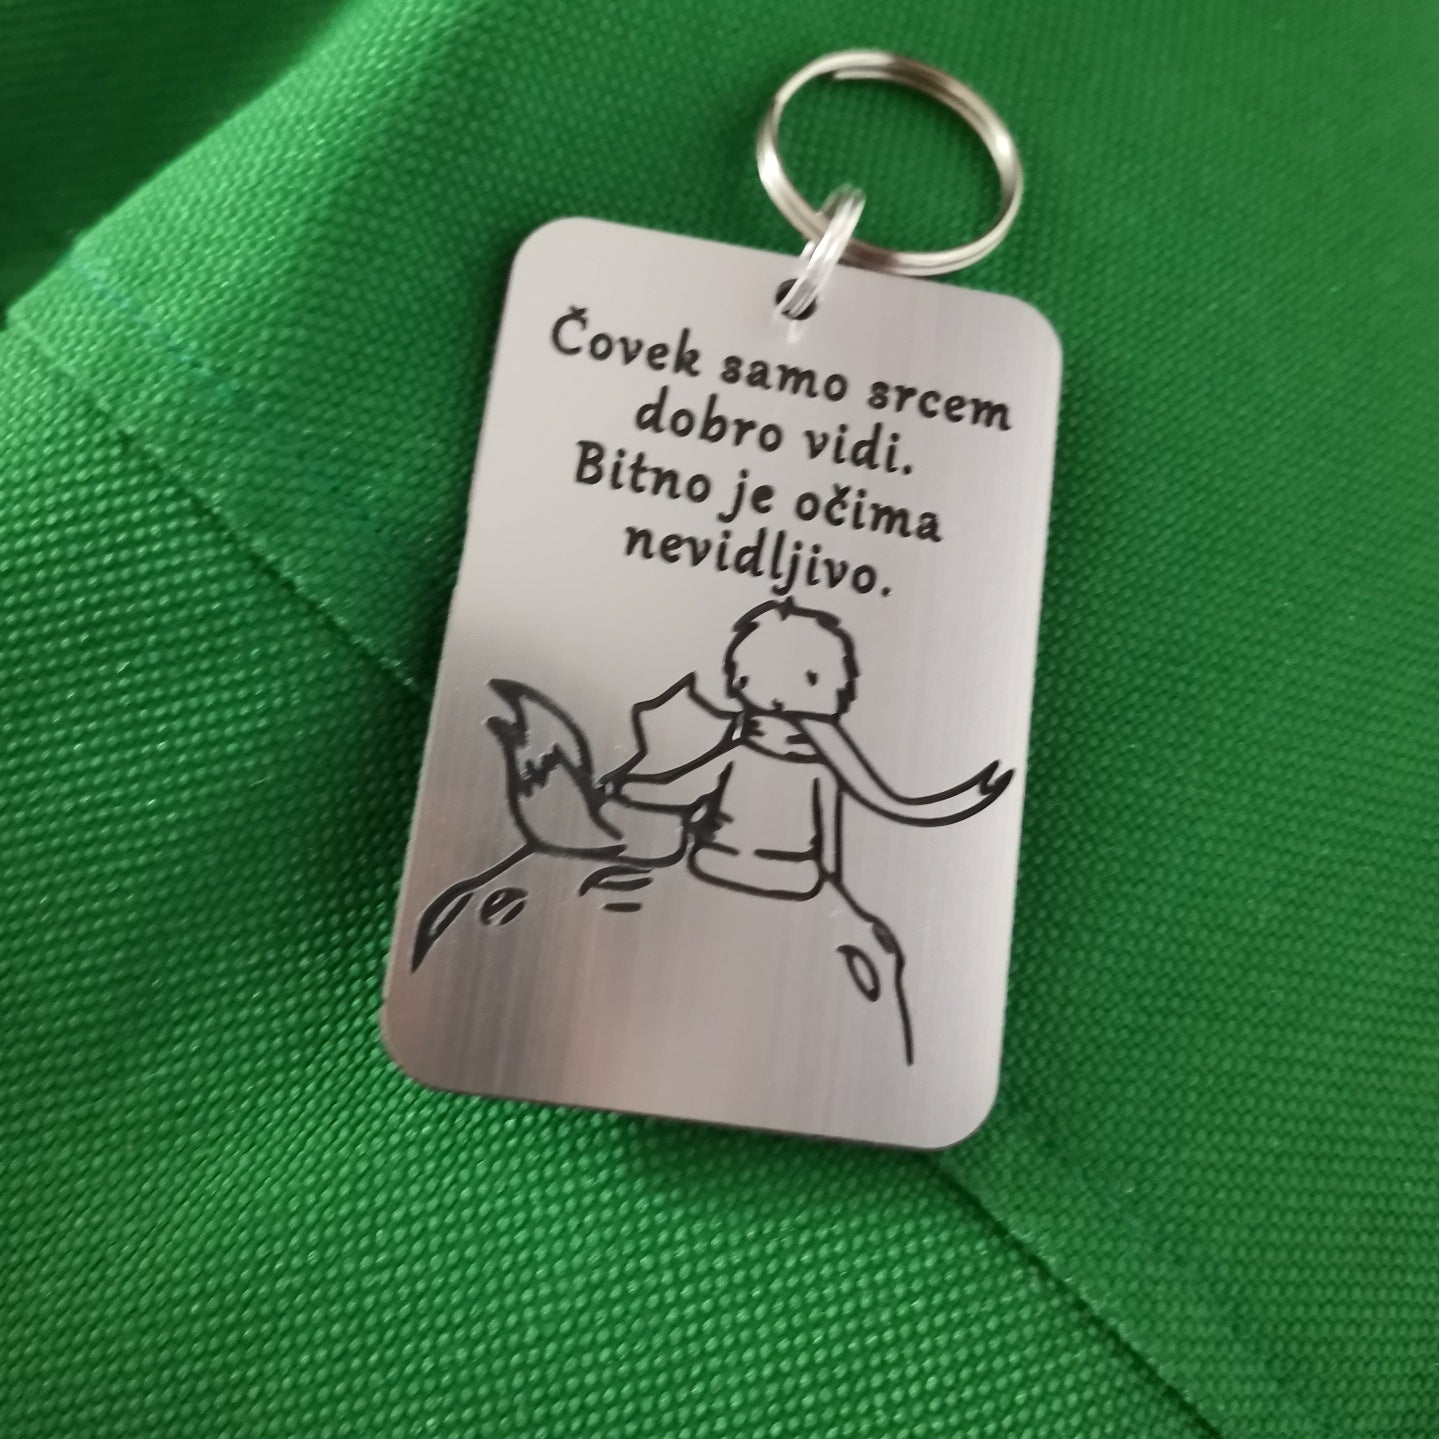 Čovek samo srcem
dobro vidi.
Bitno je očima
nevidljivo.